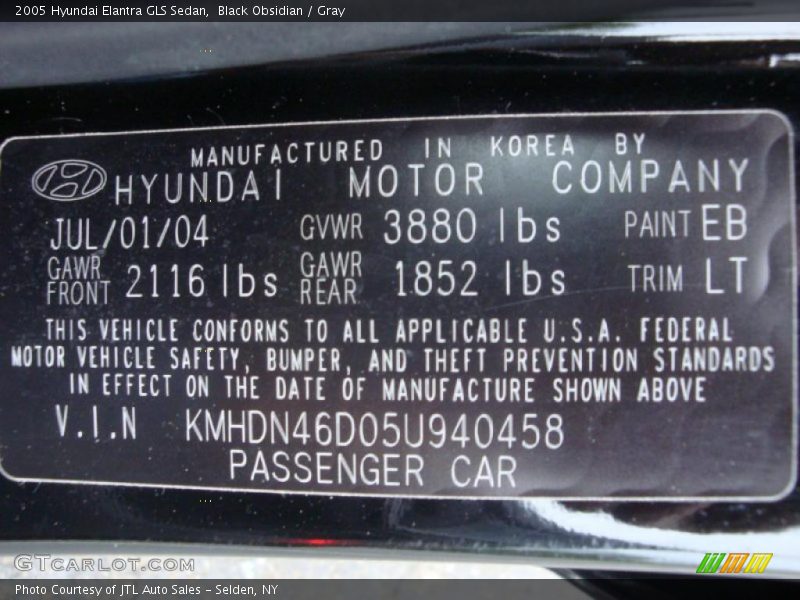 2005 Hyundai Elantra GLS Sedan,  Black Obsidian / Gray
MANUFACTURED IN KOREA BY
HYUNDAI MOTOR COMPANY
JUL/01/04 GVWR 3880 lbs PAINT EB
GAWR FRONT 2116 lbs GAWR REAR 1852 lbs TRIM LT
THIS VEHICLE CONFORMS TO ALL APPLICABLE U.S.A. FEDERAL
MOTOR VEHICLE SAFETY, BUMPER, AND THEFT PREVENTION STANDARDS
IN EFFECT ON THE DATE OF MANUFACTURE SHOWN ABOVE
V.I.N KMHDN46D05U940458
PASSENGER CAR
GTCARLOT.COM
Photo Courtesy of JTL Auto Sales – Selden, NY